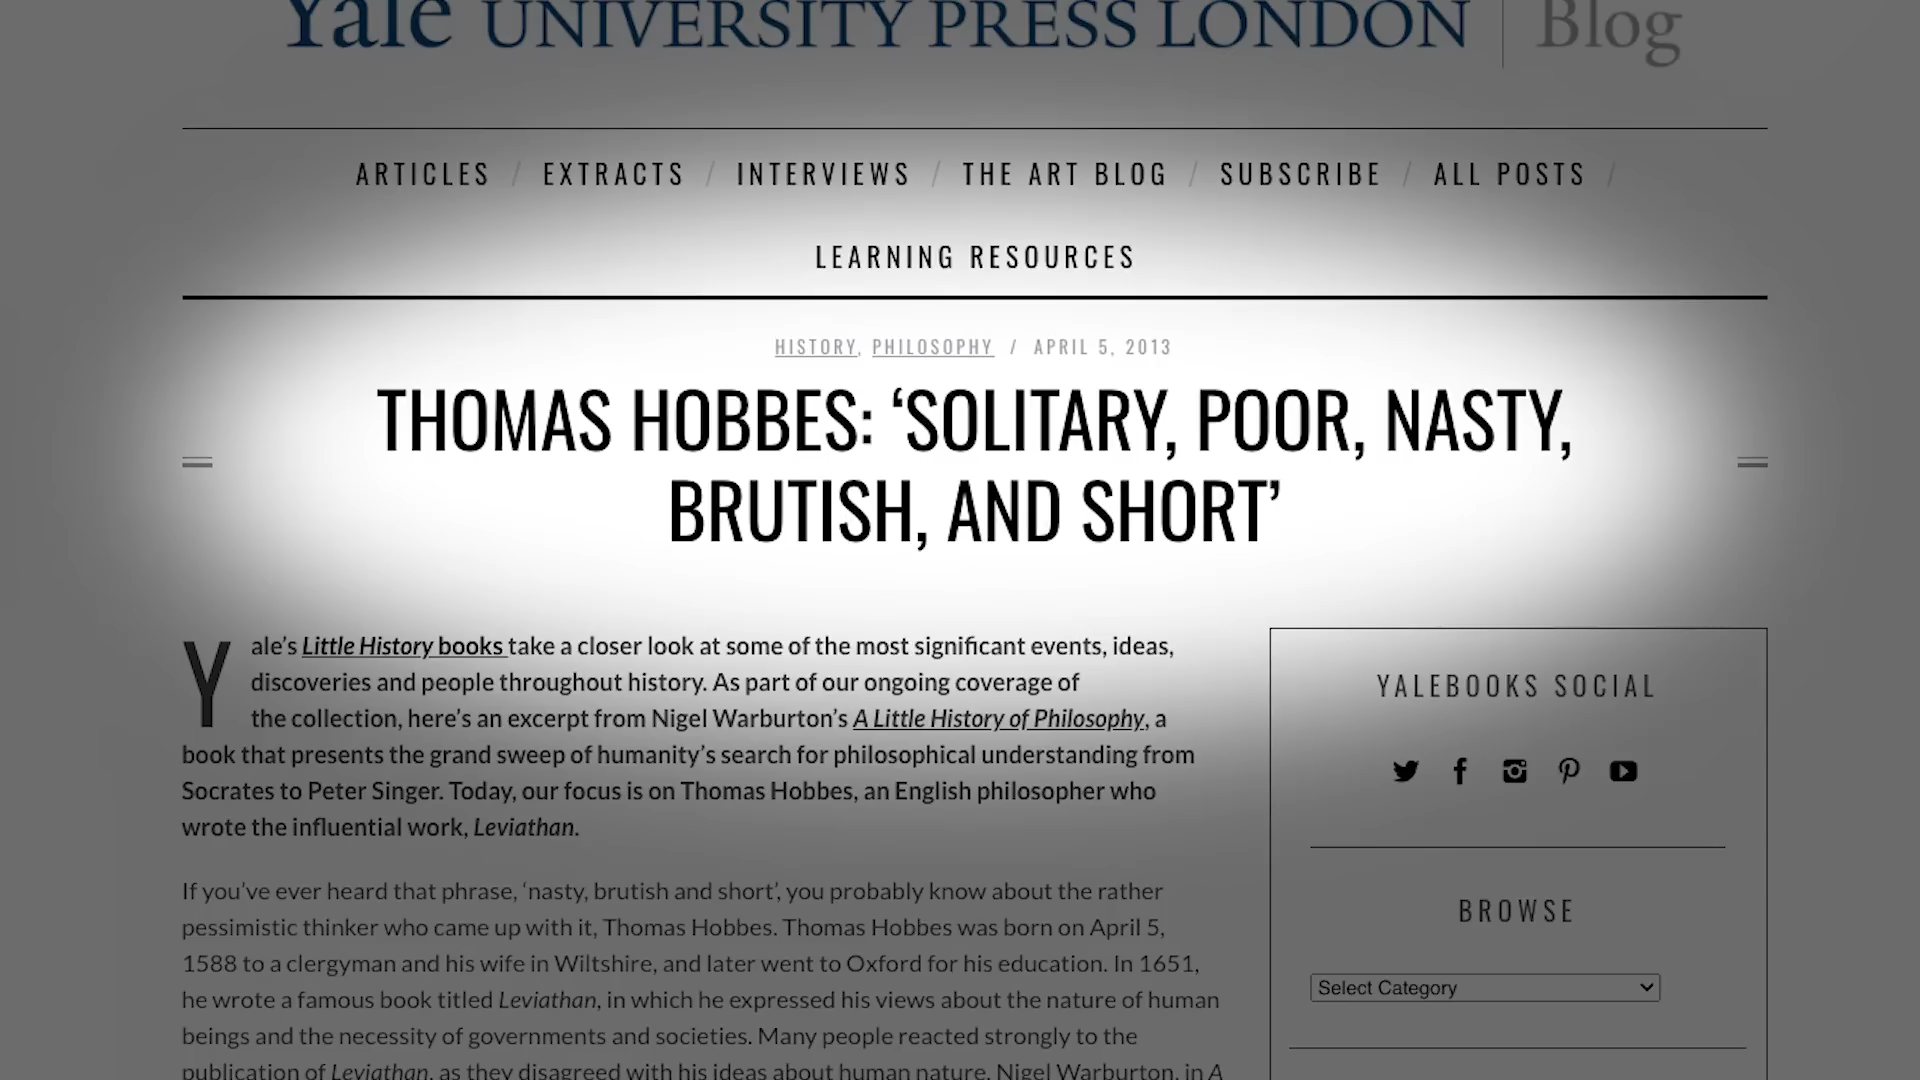 Yale UNIVERSITY PRESS LONDON | Blog
ARTICLES / EXTRACTS / INTERVIEWS / THE ART BLOG / SUBSCRIBE / ALL POSTS /
LEARNING RESOURCES
HISTORY, PHILOSOPHY / APRIL 5, 2013
THOMAS HOBBES: ‘SOLITARY, POOR, NASTY,
BRUTISH, AND SHORT’
Yale’s Little History books take a closer look at some of the most significant events, ideas,
discoveries and people throughout history. As part of our ongoing coverage of
the collection, here’s an excerpt from Nigel Warburton’s A Little History of Philosophy, a
book that presents the grand sweep of humanity’s search for philosophical understanding from
Socrates to Peter Singer. Today, our focus is on Thomas Hobbes, an English philosopher who
wrote the influential work, Leviathan.
If you’ve ever heard that phrase, ‘nasty, brutish and short’, you probably know about the rather
pessimistic thinker who came up with it, Thomas Hobbes. Thomas Hobbes was born on April 5,
1588 to a clergyman and his wife in Wiltshire, and later went to Oxford for his education. In 1651,
he wrote a famous book titled Leviathan, in which he expressed his views about the nature of human
beings and the necessity of governments and societies. Many people reacted strongly to the
publication of Leviathan, as they disagreed with his ideas about human nature. Nigel Warburton, in A
YALEBOOKS SOCIAL
BROWSE
Select Category